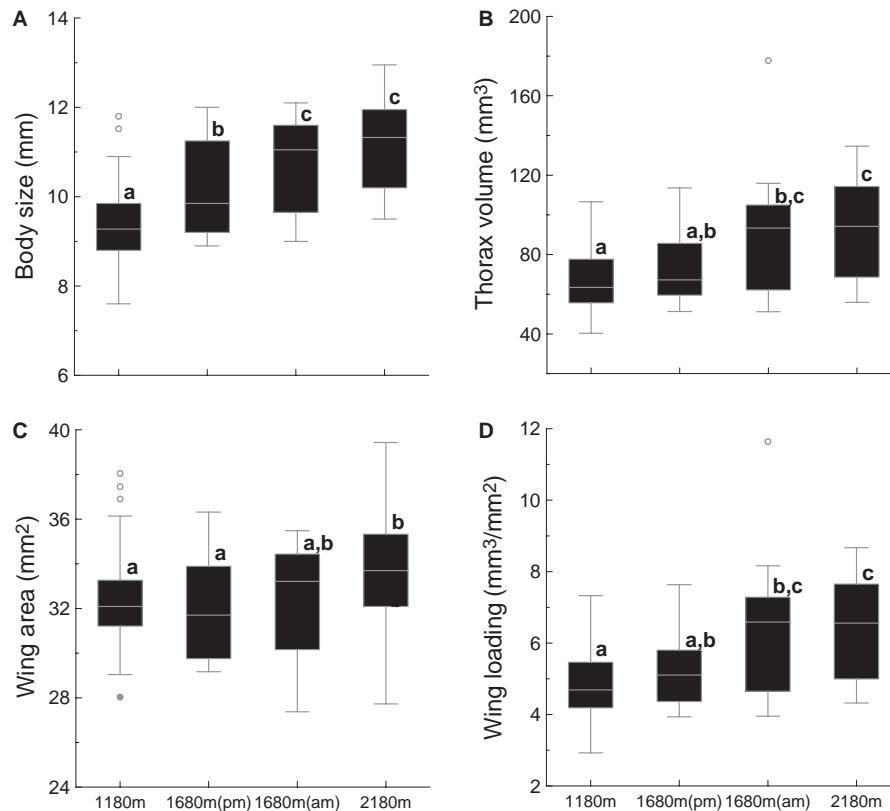 A
Body size (mm)
14
12
10
8
6
a
b
c
c
B
Thorax volume (mm³)
200
160
120
80
40
a
a,b
b,c
c
C
Wing area (mm²)
40
36
32
28
24
a
a
a,b
b
1180m 1680m(pm) 1680m(am) 2180m
D
Wing loading (mm³/mm²)
12
10
8
6
4
2
a
a,b
b,c
c
1180m 1680m(pm) 1680m(am) 2180m